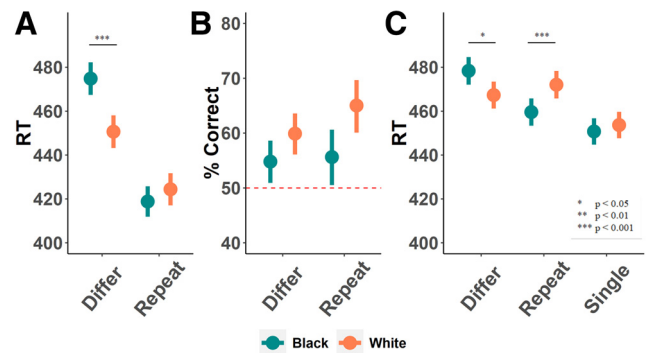 A
B
C
***
*
***
RT
480
460
440
420
400
Differ
Repeat
% Correct
80
70
60
50
40
Differ
Repeat
RT
480
460
440
420
400
Differ
Repeat
Single
* p < 0.05
** p < 0.01
*** p < 0.001
Black
White